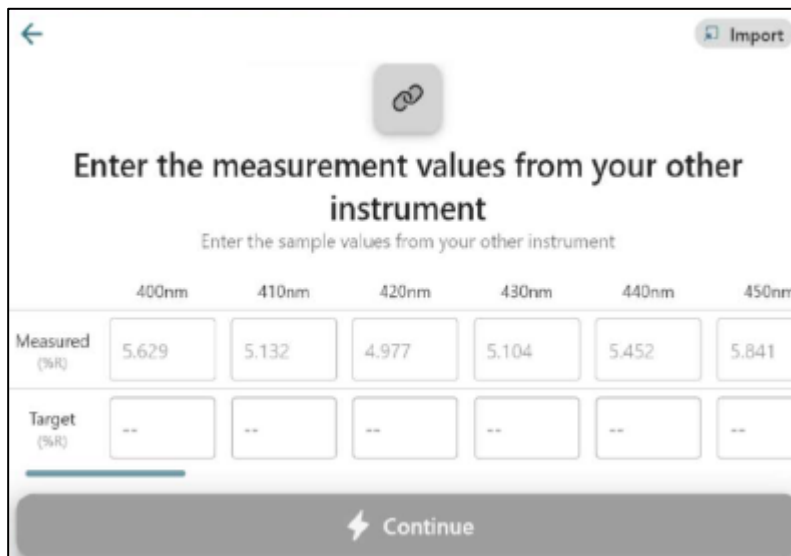 Import
Enter the measurement values from your other
instrument
Enter the sample values from your other instrument
400nm 410nm 420nm 430nm 440nm 450nm
Measured 5.629 5.132 4.977 5.104 5.452 5.841
(%R)
Target -- -- -- -- -- --
(%R)
Continue